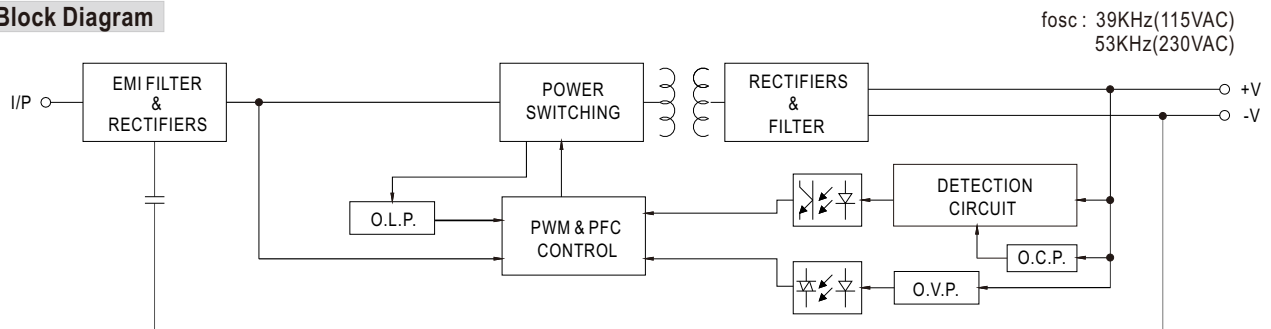 Block Diagram
fosc : 39KHz(115VAC)
53KHz(230VAC)
I/P
EMI FILTER
&
RECTIFIERS
POWER
SWITCHING
RECTIFIERS
&
FILTER
+V
-V
O.L.P.
PWM & PFC
CONTROL
DETECTION
CIRCUIT
O.C.P.
O.V.P.